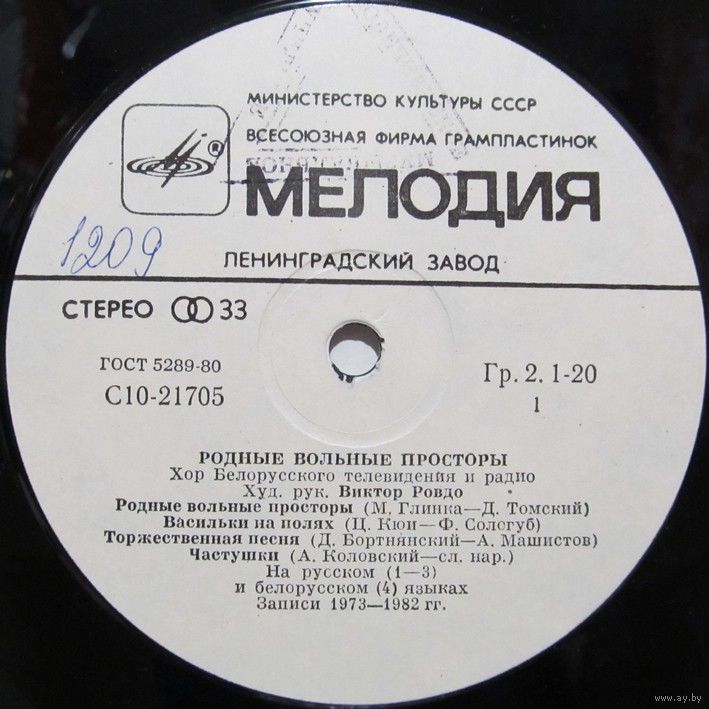 МИНИСТЕРСТВО КУЛЬТУРЫ СССР
ВСЕСОЮЗНАЯ ФИРМА ГРАМПЛАСТИНОК
®
МЕЛОДИЯ
1209
ЛЕНИНГРАДСКИЙ ЗАВОД
СТЕРЕО 33
ГОСТ 5289-80
Гр. 2. 1-20
С10-21705
1
РОДНЫЕ ВОЛЬНЫЕ ПРОСТОРЫ
Хор Белорусского телевидения и радио
Худ. рук. Виктор Ровдо
Родные вольные просторы (М. Глинка—Д. Томский)
Васильки на полях (Ц. Кюи—Ф. Сологуб)
Торжественная песня (Д. Бортнянский—А. Машистов)
Частушки (А. Коловский—сл. нар.)
На русском (1—3)
и белорусском (4) языках
Записи 1973—1982 гг.
www.ay.by